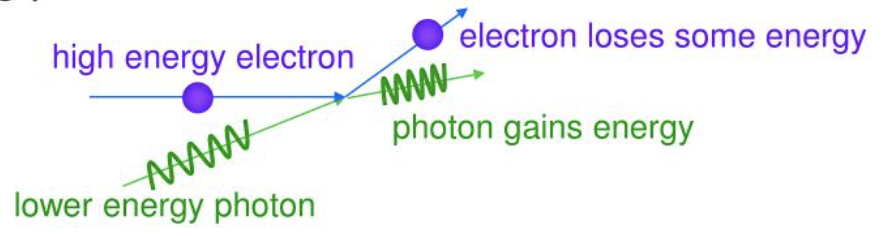 high energy electron
electron loses some energy
photon gains energy
lower energy photon